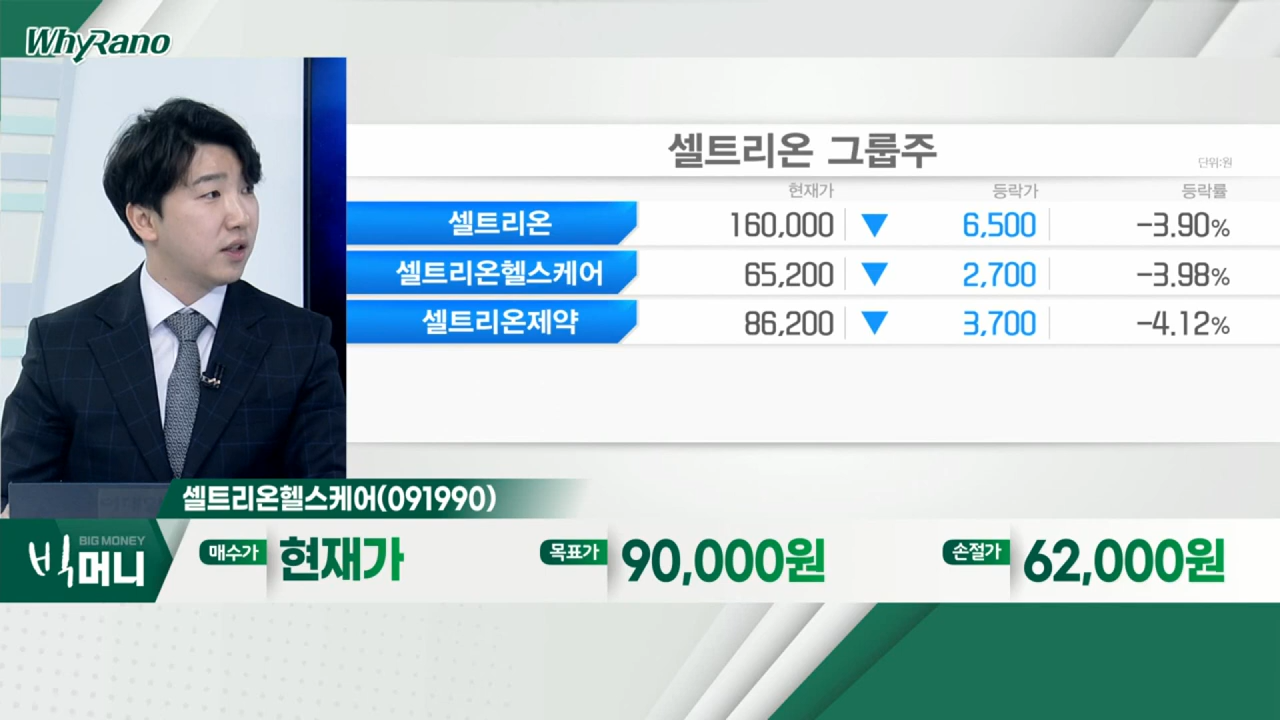 WhyRano
셀트리온 그룹주
단위:원
현재가 등락가 등락률
셀트리온 160,000 ▼ 6,500 -3.90%
셀트리온헬스케어 65,200 ▼ 2,700 -3.98%
셀트리온제약 86,200 ▼ 3,700 -4.12%
셀트리온헬스케어(091990)
BIG MONEY
빅머니
매수가 현재가 목표가 90,000원 손절가 62,000원